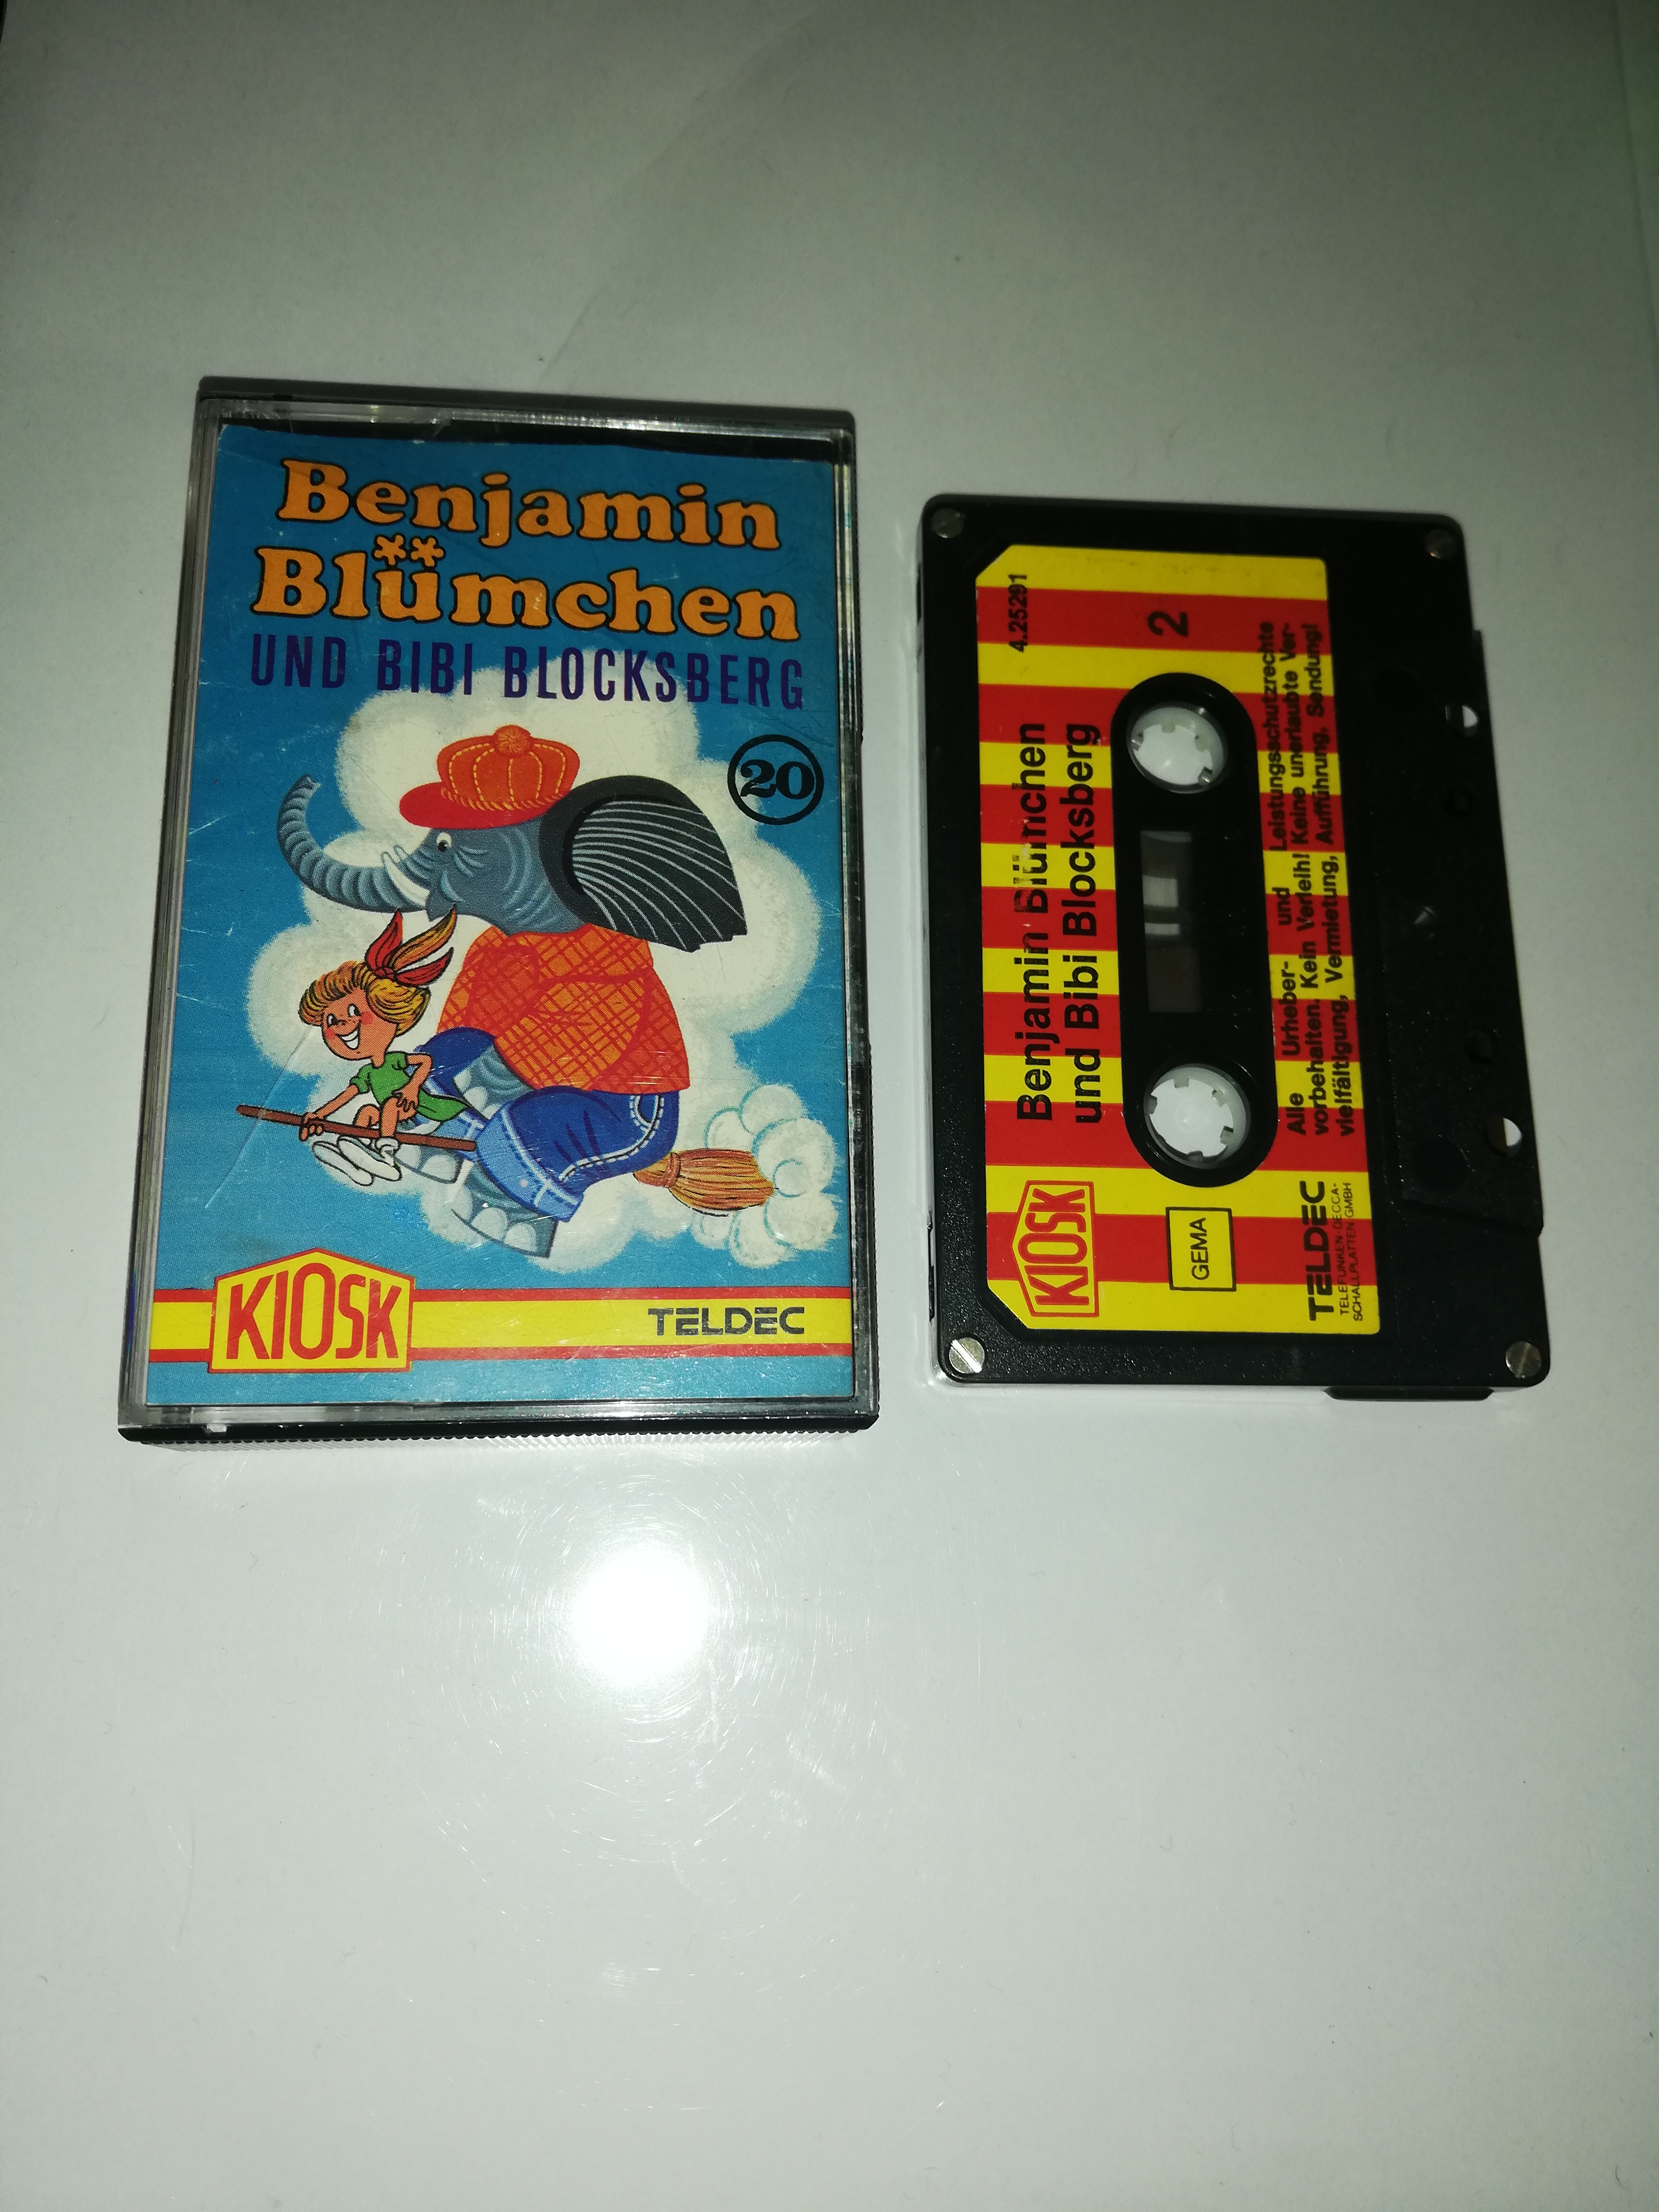 Benjamin
Blümchen
UND BIBI BLOCKSBERG
20
KIOSK
TELDEC
4.25291
2
Benjamin Blümchen
und Bibi Blocksberg
Alle Urheber- und Leistungsschutzrechte
vorbehalten. Kein Verleih! Keine unerlaubte Ver-
vielfältigung, Vermietung, Aufführung, Sendung!
KIOSK
GEMA
TELDEC
TELEFUNKEN-DECCA-
SCHALLPLATTEN GMBH